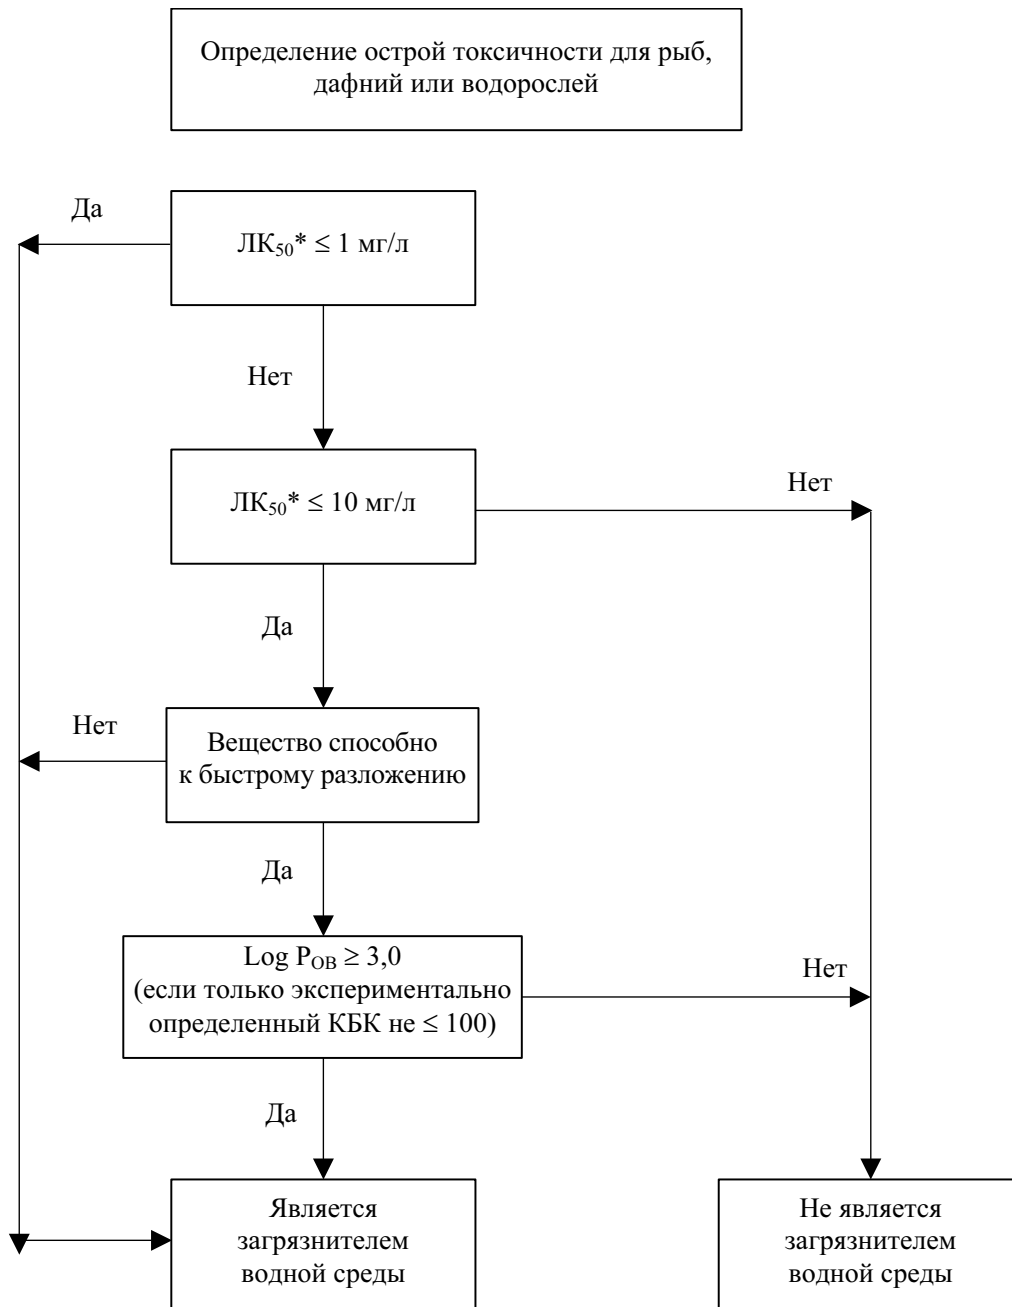 Определение острой токсичности для рыб,
дафний или водорослей
Да
ЛК50* ≤ 1 мг/л
Нет
ЛК50* ≤ 10 мг/л
Нет
Да
Нет
Вещество способно
к быстрому разложению
Да
Log PОВ ≥ 3,0
(если только экспериментально
определенный КБК не ≤ 100)
Нет
Да
Является
загрязнителем
водной среды
Не является
загрязнителем
водной среды